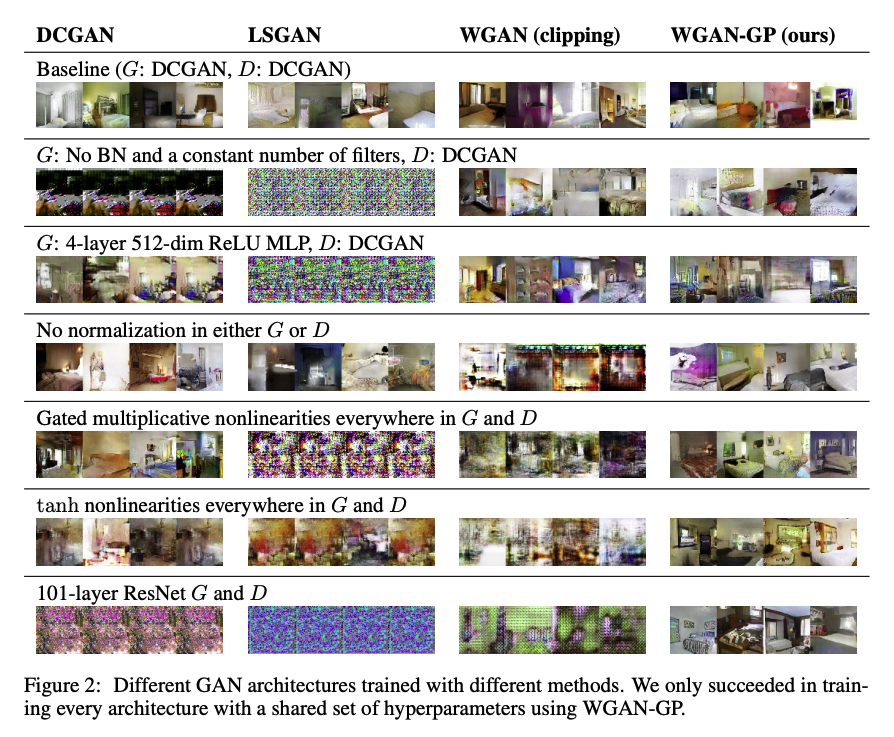 DCGAN LSGAN WGAN (clipping) WGAN-GP (ours)
Baseline (G: DCGAN, D: DCGAN)
G: No BN and a constant number of filters, D: DCGAN
G: 4-layer 512-dim ReLU MLP, D: DCGAN
No normalization in either G or D
Gated multiplicative nonlinearities everywhere in G and D
tanh nonlinearities everywhere in G and D
101-layer ResNet G and D
Figure 2: Different GAN architectures trained with different methods. We only succeeded in train-
ing every architecture with a shared set of hyperparameters using WGAN-GP.